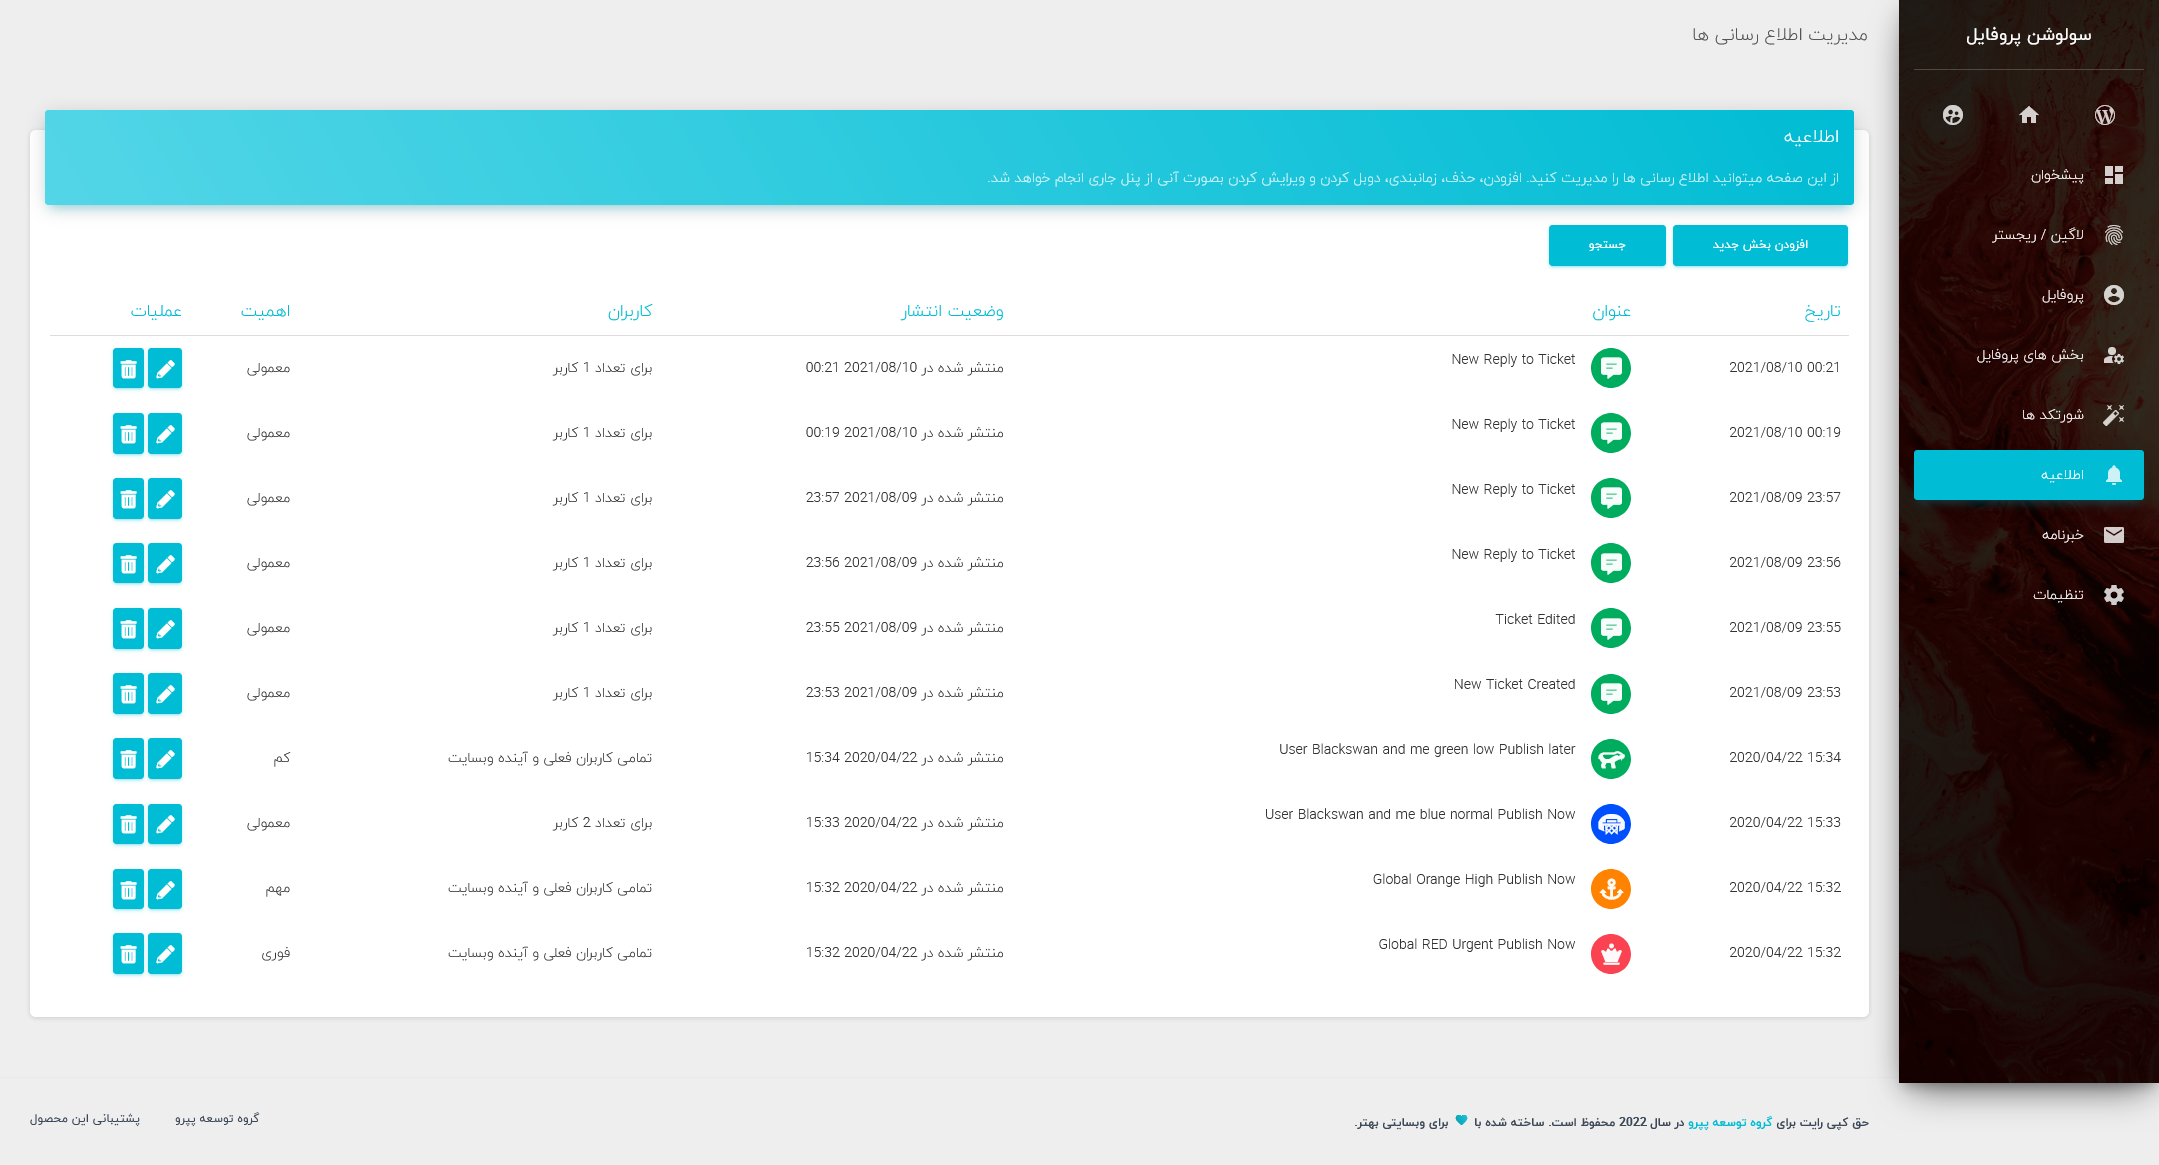 سولوشن پروفایل
پیشخوان
لاگین / ریجستر
پروفایل
بخش های پروفایل
شورتکد ها
اطلاعیه
خبرنامه
تنظیمات
مدیریت اطلاع رسانی ها
اطلاعیه
از این صفحه میتوانید اطلاع رسانی ها را مدیریت کنید. افزودن، حذف، زمانبندی، دوبل کردن و ویرایش کردن بصورت آنی از پنل جاری انجام خواهد شد.
افزودن بخش جدید جستجو
تاریخ عنوان وضعیت انتشار کاربران اهمیت عملیات
2021/08/10 00:21 New Reply to Ticket منتشر شده در 2021/08/10 00:21 برای تعداد 1 کاربر معمولی
2021/08/10 00:19 New Reply to Ticket منتشر شده در 2021/08/10 00:19 برای تعداد 1 کاربر معمولی
2021/08/09 23:57 New Reply to Ticket منتشر شده در 2021/08/09 23:57 برای تعداد 1 کاربر معمولی
2021/08/09 23:56 New Reply to Ticket منتشر شده در 2021/08/09 23:56 برای تعداد 1 کاربر معمولی
2021/08/09 23:55 Ticket Edited منتشر شده در 2021/08/09 23:55 برای تعداد 1 کاربر معمولی
2021/08/09 23:53 New Ticket Created منتشر شده در 2021/08/09 23:53 برای تعداد 1 کاربر معمولی
2020/04/22 15:34 User Blackswan and me green low Publish later منتشر شده در 2020/04/22 15:34 تمامی کاربران فعلی و آینده وبسایت کم
2020/04/22 15:33 User Blackswan and me blue normal Publish Now منتشر شده در 2020/04/22 15:33 برای تعداد 2 کاربر معمولی
2020/04/22 15:32 Global Orange High Publish Now منتشر شده در 2020/04/22 15:32 تمامی کاربران فعلی و آینده وبسایت مهم
2020/04/22 15:32 Global RED Urgent Publish Now منتشر شده در 2020/04/22 15:32 تمامی کاربران فعلی و آینده وبسایت فوری
حق کپی رایت برای گروه توسعه پپرو در سال 2022 محفوظ است. ساخته شده با برای وبسایتی بهتر.
گروه توسعه پپرو پشتیبانی این محصول